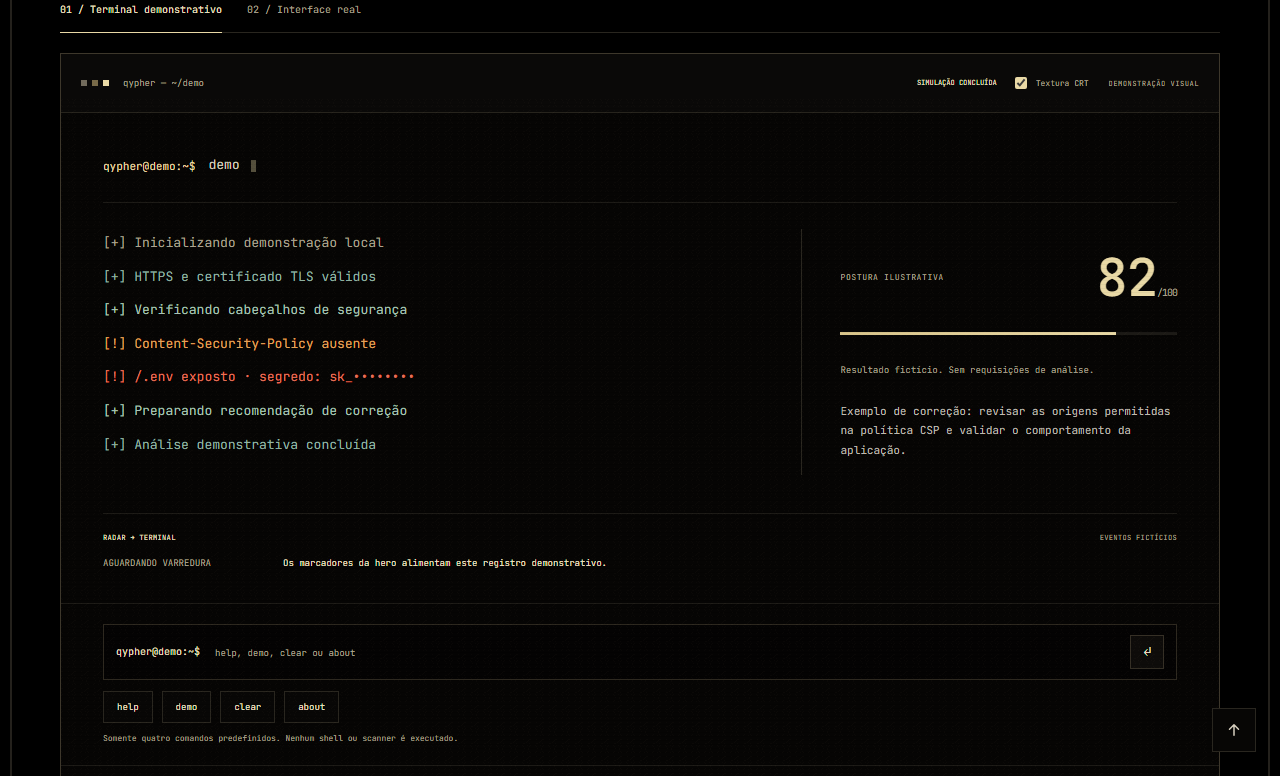 01 / Terminal demonstrativo
02 / Interface real
qypher — ~/demo
SIMULAÇÃO CONCLUÍDA
Textura CRT
DEMONSTRAÇÃO VISUAL
qypher@demo:~$ demo
[+] Inicializando demonstração local
[+] HTTPS e certificado TLS válidos
[+] Verificando cabeçalhos de segurança
[!] Content-Security-Policy ausente
[!] /.env exposto · segredo: sk_••••••••
[+] Preparando recomendação de correção
[+] Análise demonstrativa concluída
POSTURA ILUSTRATIVA
82/100
Resultado fictício. Sem requisições de análise.
Exemplo de correção: revisar as origens permitidas
na política CSP e validar o comportamento da
aplicação.
RADAR → TERMINAL
EVENTOS FICTÍCIOS
AGUARDANDO VARREDURA
Os marcadores da hero alimentam este registro demonstrativo.
qypher@demo:~$ help, demo, clear ou about
help
demo
clear
about
Somente quatro comandos predefinidos. Nenhum shell ou scanner é executado.